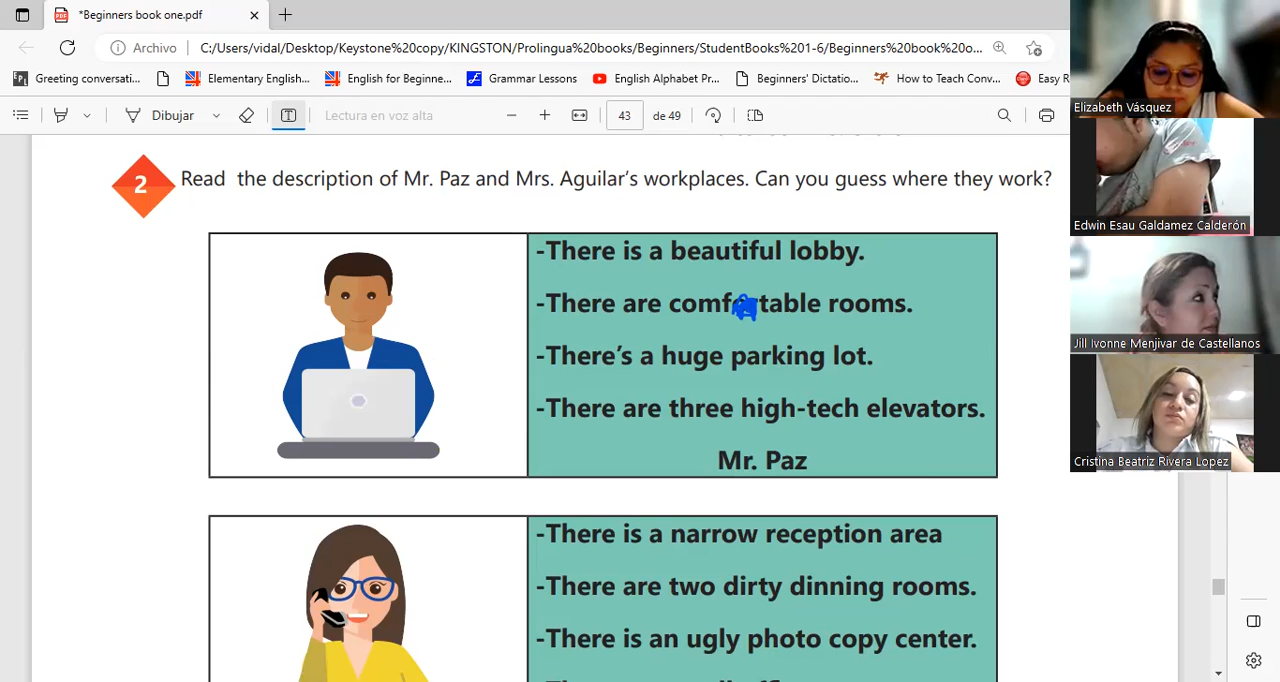 *Beginners book one.pdf
Archivo
C:/Users/vidal/Desktop/Keystone%20copy/KINGSTON/Prolingua%20books/Beginners/StudentBooks%201-6/Beginners%20book%20o...
Greeting conversati...
Elementary English...
English for Beginne...
Grammar Lessons
English Alphabet Pr...
Beginners' Dictatio...
How to Teach Conv...
Easy R
Dibujar
Lectura en voz alta
43
de 49
2
Read the description of Mr. Paz and Mrs. Aguilar's workplaces. Can you guess where they work?
-There is a beautiful lobby.
-There are comfortable rooms.
-There's a huge parking lot.
-There are three high-tech elevators.
Mr. Paz
-There is a narrow reception area
-There are two dirty dinning rooms.
-There is an ugly photo copy center.
Elizabeth Vásquez
Edwin Esau Galdamez Calderón
Jill Ivonne Menjivar de Castellanos
Cristina Beatriz Rivera Lopez